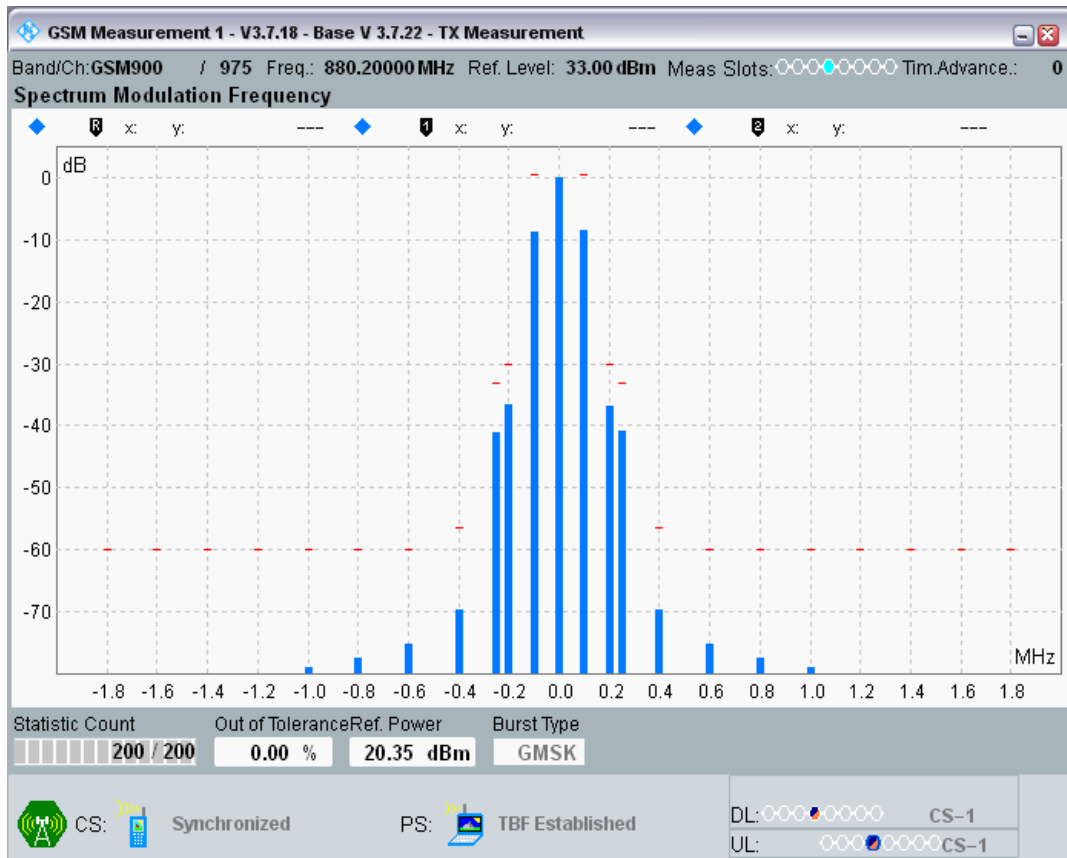 GSM Measurement 1 - V3.7.18 - Base V 3.7.22 - TX Measurement
Band/Ch:GSM900 / 975 Freq.: 880.20000 MHz Ref. Level: 33.00 dBm Meas Slots: Tim.Advance.: 0
Spectrum Modulation Frequency
R x: y: --- 1 x: y: --- 2 x: y: ---
dB
0
-10
-20
-30
-40
-50
-60
-70
MHz
-1.8 -1.6 -1.4 -1.2 -1.0 -0.8 -0.6 -0.4 -0.2 0.0 0.2 0.4 0.6 0.8 1.0 1.2 1.4 1.6 1.8
Statistic Count Out of Tolerance Ref. Power Burst Type
200 / 200 0.00 % 20.35 dBm GMSK
CS: Synchronized PS: TBF Established
DL: CS-1
UL: CS-1